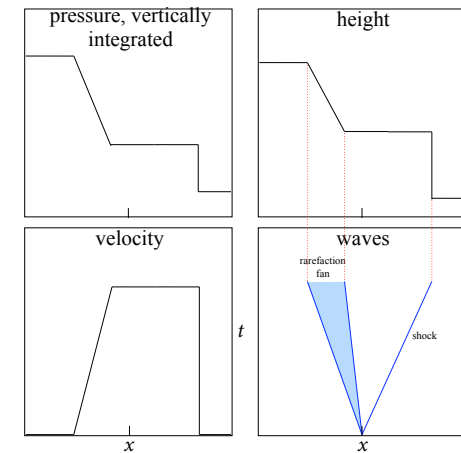 pressure, vertically
integrated
height
velocity
waves
rarefaction
fan
shock
t
x
x